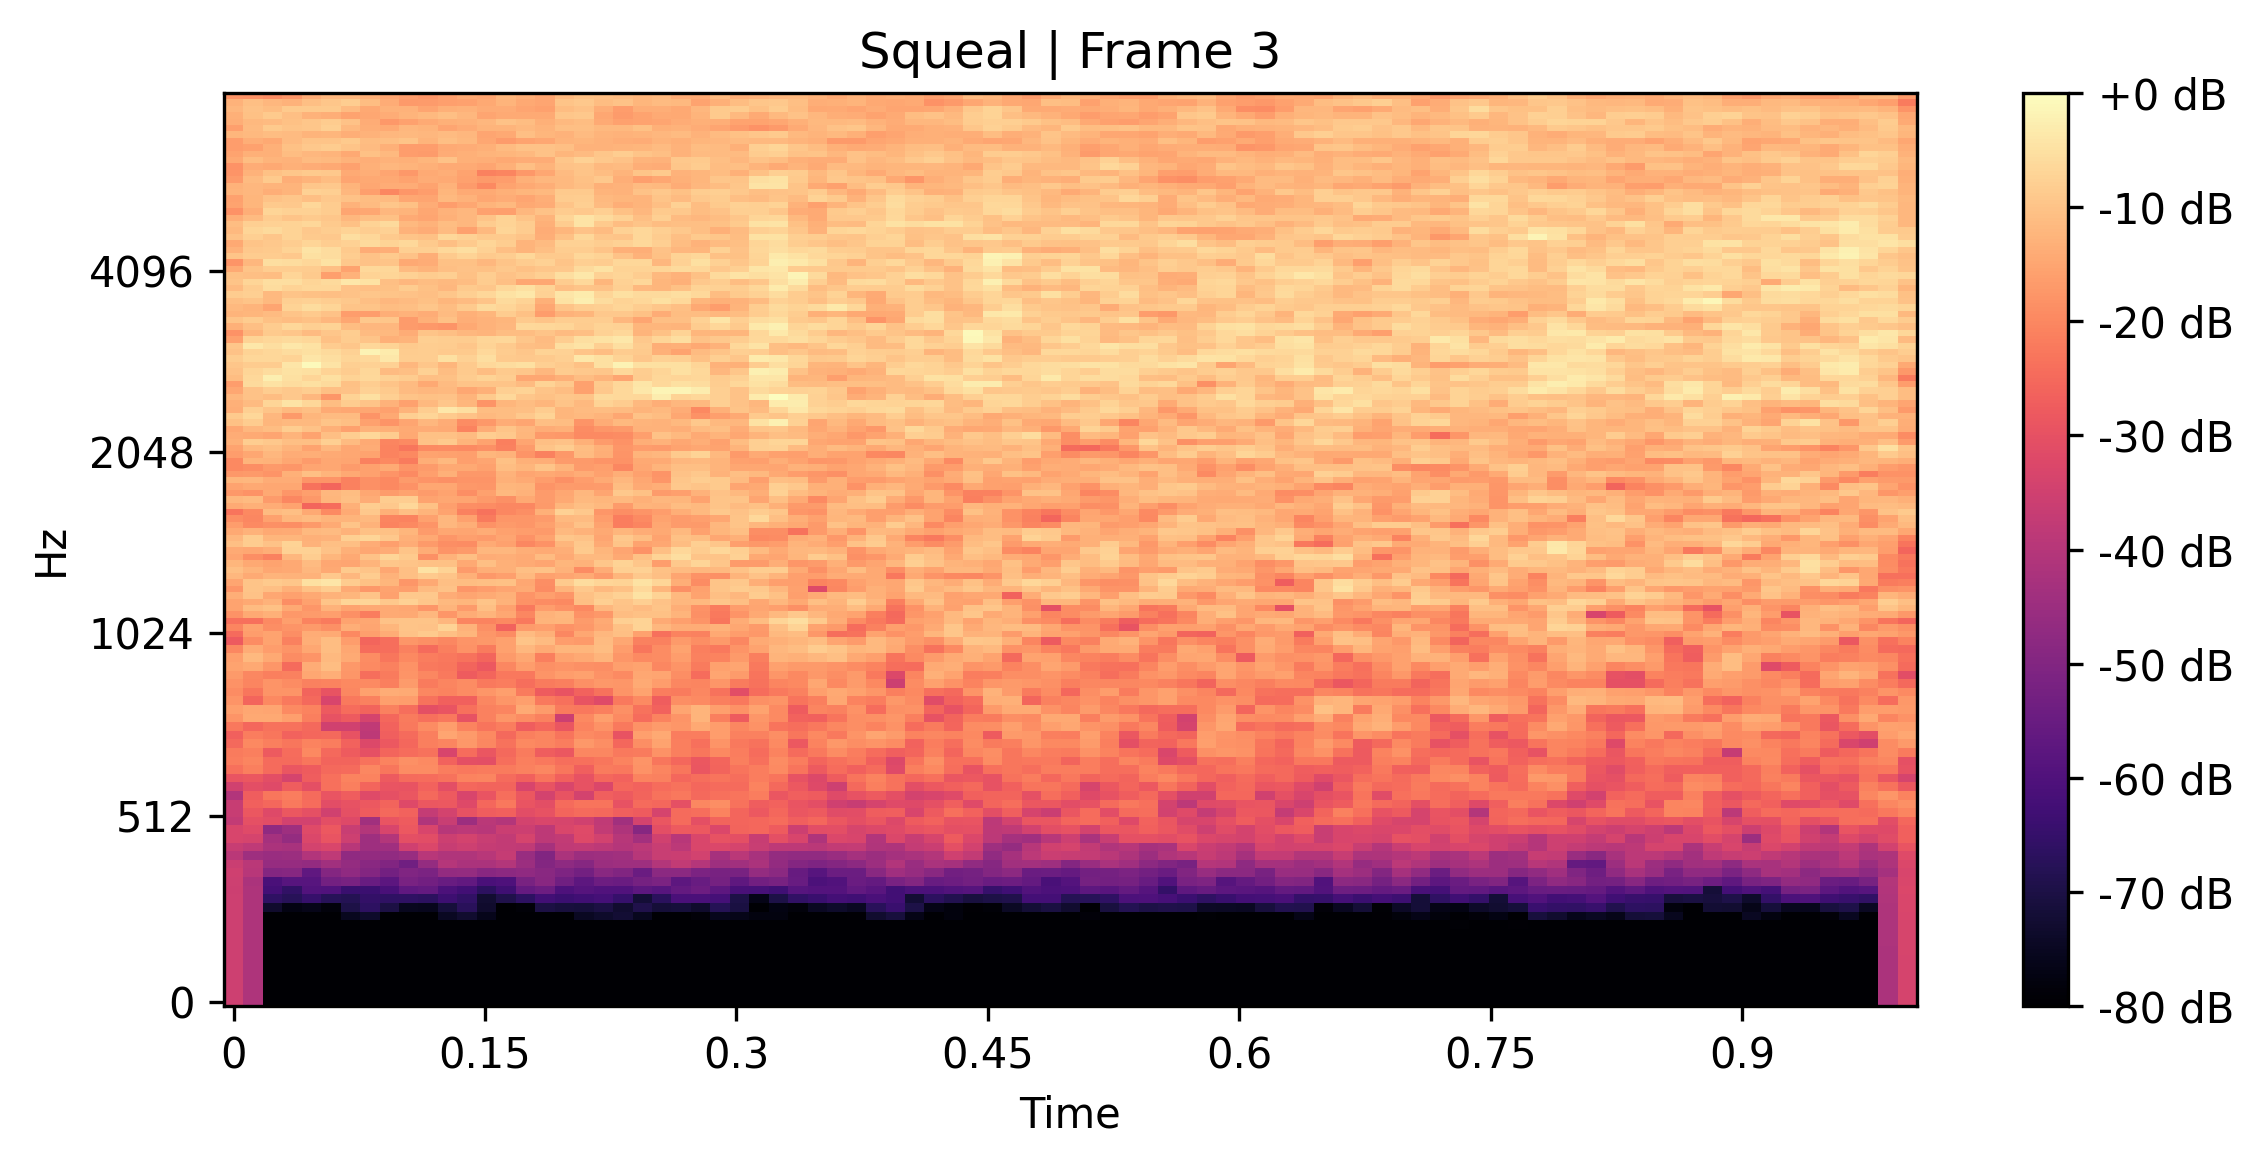 Squeal | Frame 3
+0 dB
-10 dB
-20 dB
-30 dB
-40 dB
-50 dB
-60 dB
-70 dB
-80 dB
Hz
4096
2048
1024
512
0
0 0.15 0.3 0.45 0.6 0.75 0.9
Time